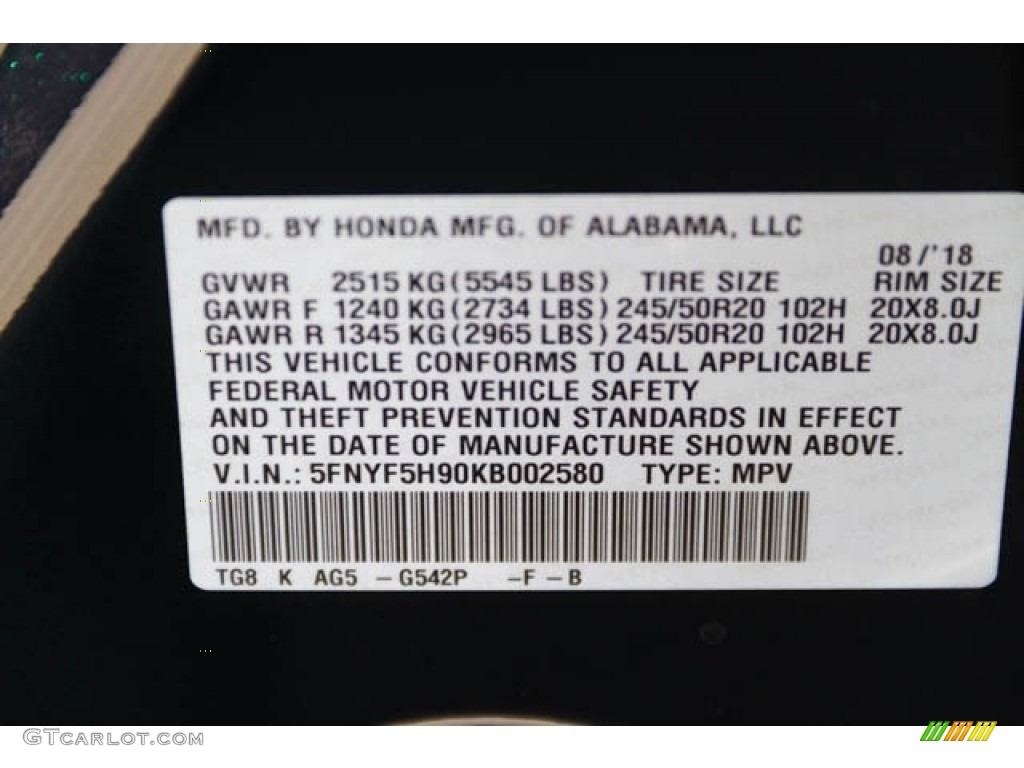 MFD. BY HONDA MFG. OF ALABAMA, LLC
08/'18
GVWR 2515 KG (5545 LBS) TIRE SIZE RIM SIZE
GAWR F 1240 KG (2734 LBS) 245/50R20 102H 20X8.0J
GAWR R 1345 KG (2965 LBS) 245/50R20 102H 20X8.0J
THIS VEHICLE CONFORMS TO ALL APPLICABLE
FEDERAL MOTOR VEHICLE SAFETY
AND THEFT PREVENTION STANDARDS IN EFFECT
ON THE DATE OF MANUFACTURE SHOWN ABOVE.
V.I.N.: 5FNYF5H90KB002580 TYPE: MPV
TG8 K AG5 - G542P -F - B
GTCARLOT.COM